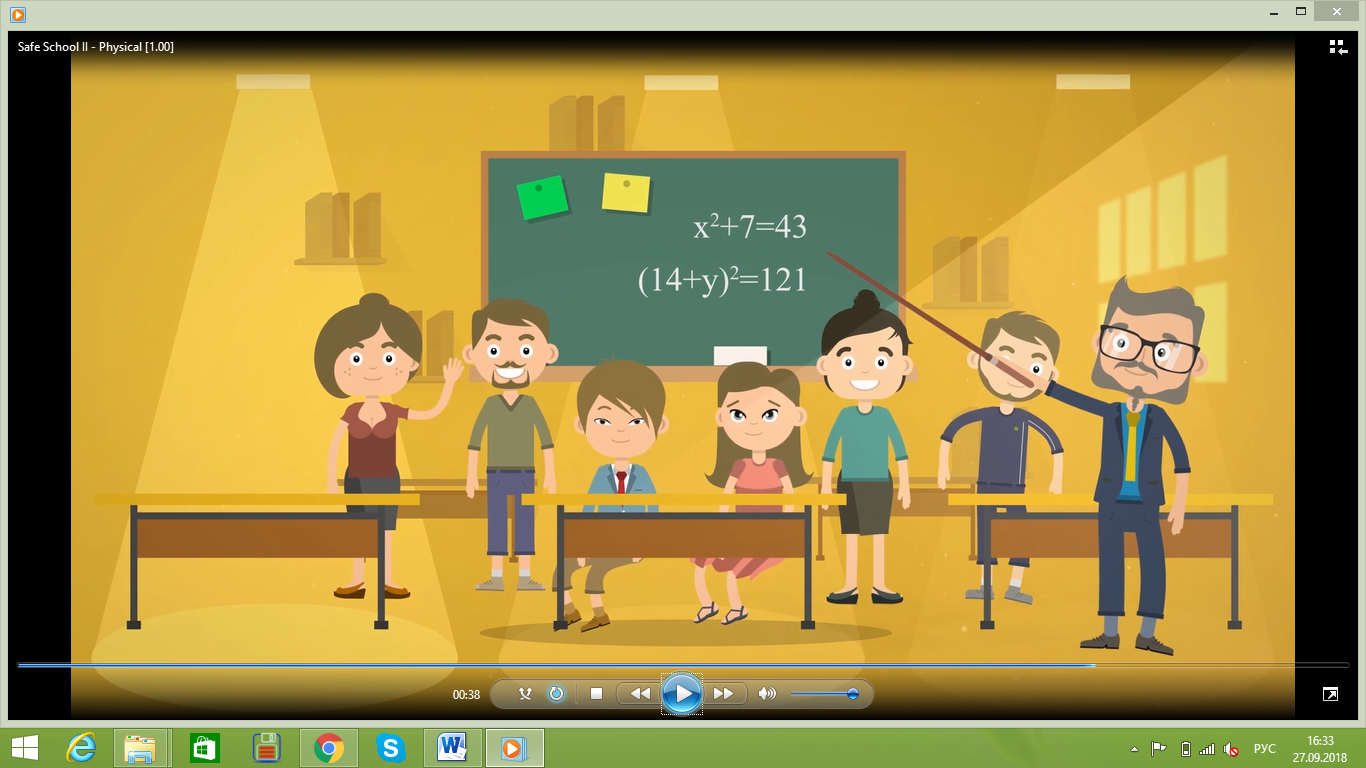 Safe School II - Physical [1.00]
x²+7=43
(14+y)²=121
00:38
РУС
16:33
27.09.2018